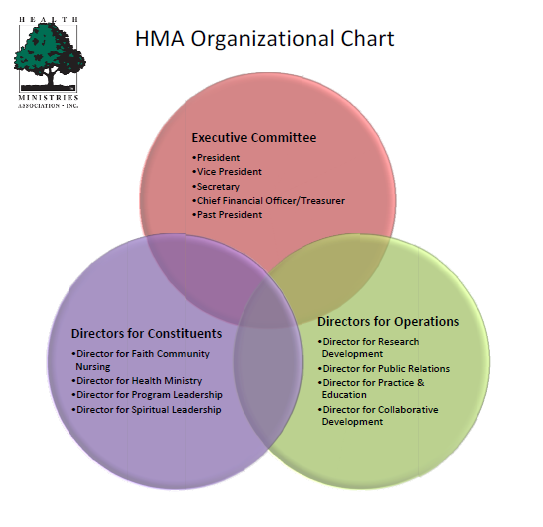 HEALTH
MINISTRIES
ASSOCIATION • INC.
HMA Organizational Chart
Executive Committee
•President
•Vice President
•Secretary
•Chief Financial Officer/Treasurer
•Past President
Directors for Constituents
•Director for Faith Community
Nursing
•Director for Health Ministry
•Director for Program Leadership
•Director for Spiritual Leadership
Directors for Operations
•Director for Research
Development
•Director for Public Relations
•Director for Practice &
Education
•Director for Collaborative
Development